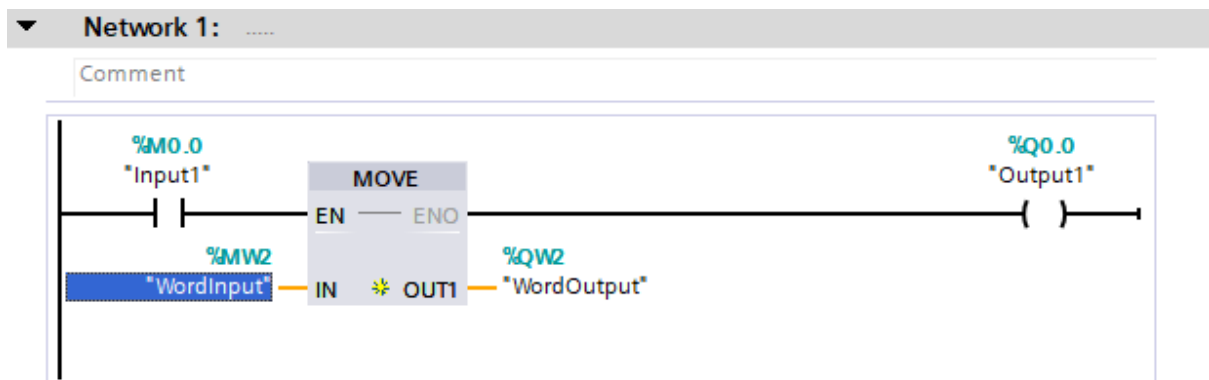 Network 1: .....
Comment
%M0.0
"Input1"
%Q0.0
"Output1"
MOVE
EN ENO
%MW2
"WordInput"
%QW2
"WordOutput"
IN OUT1